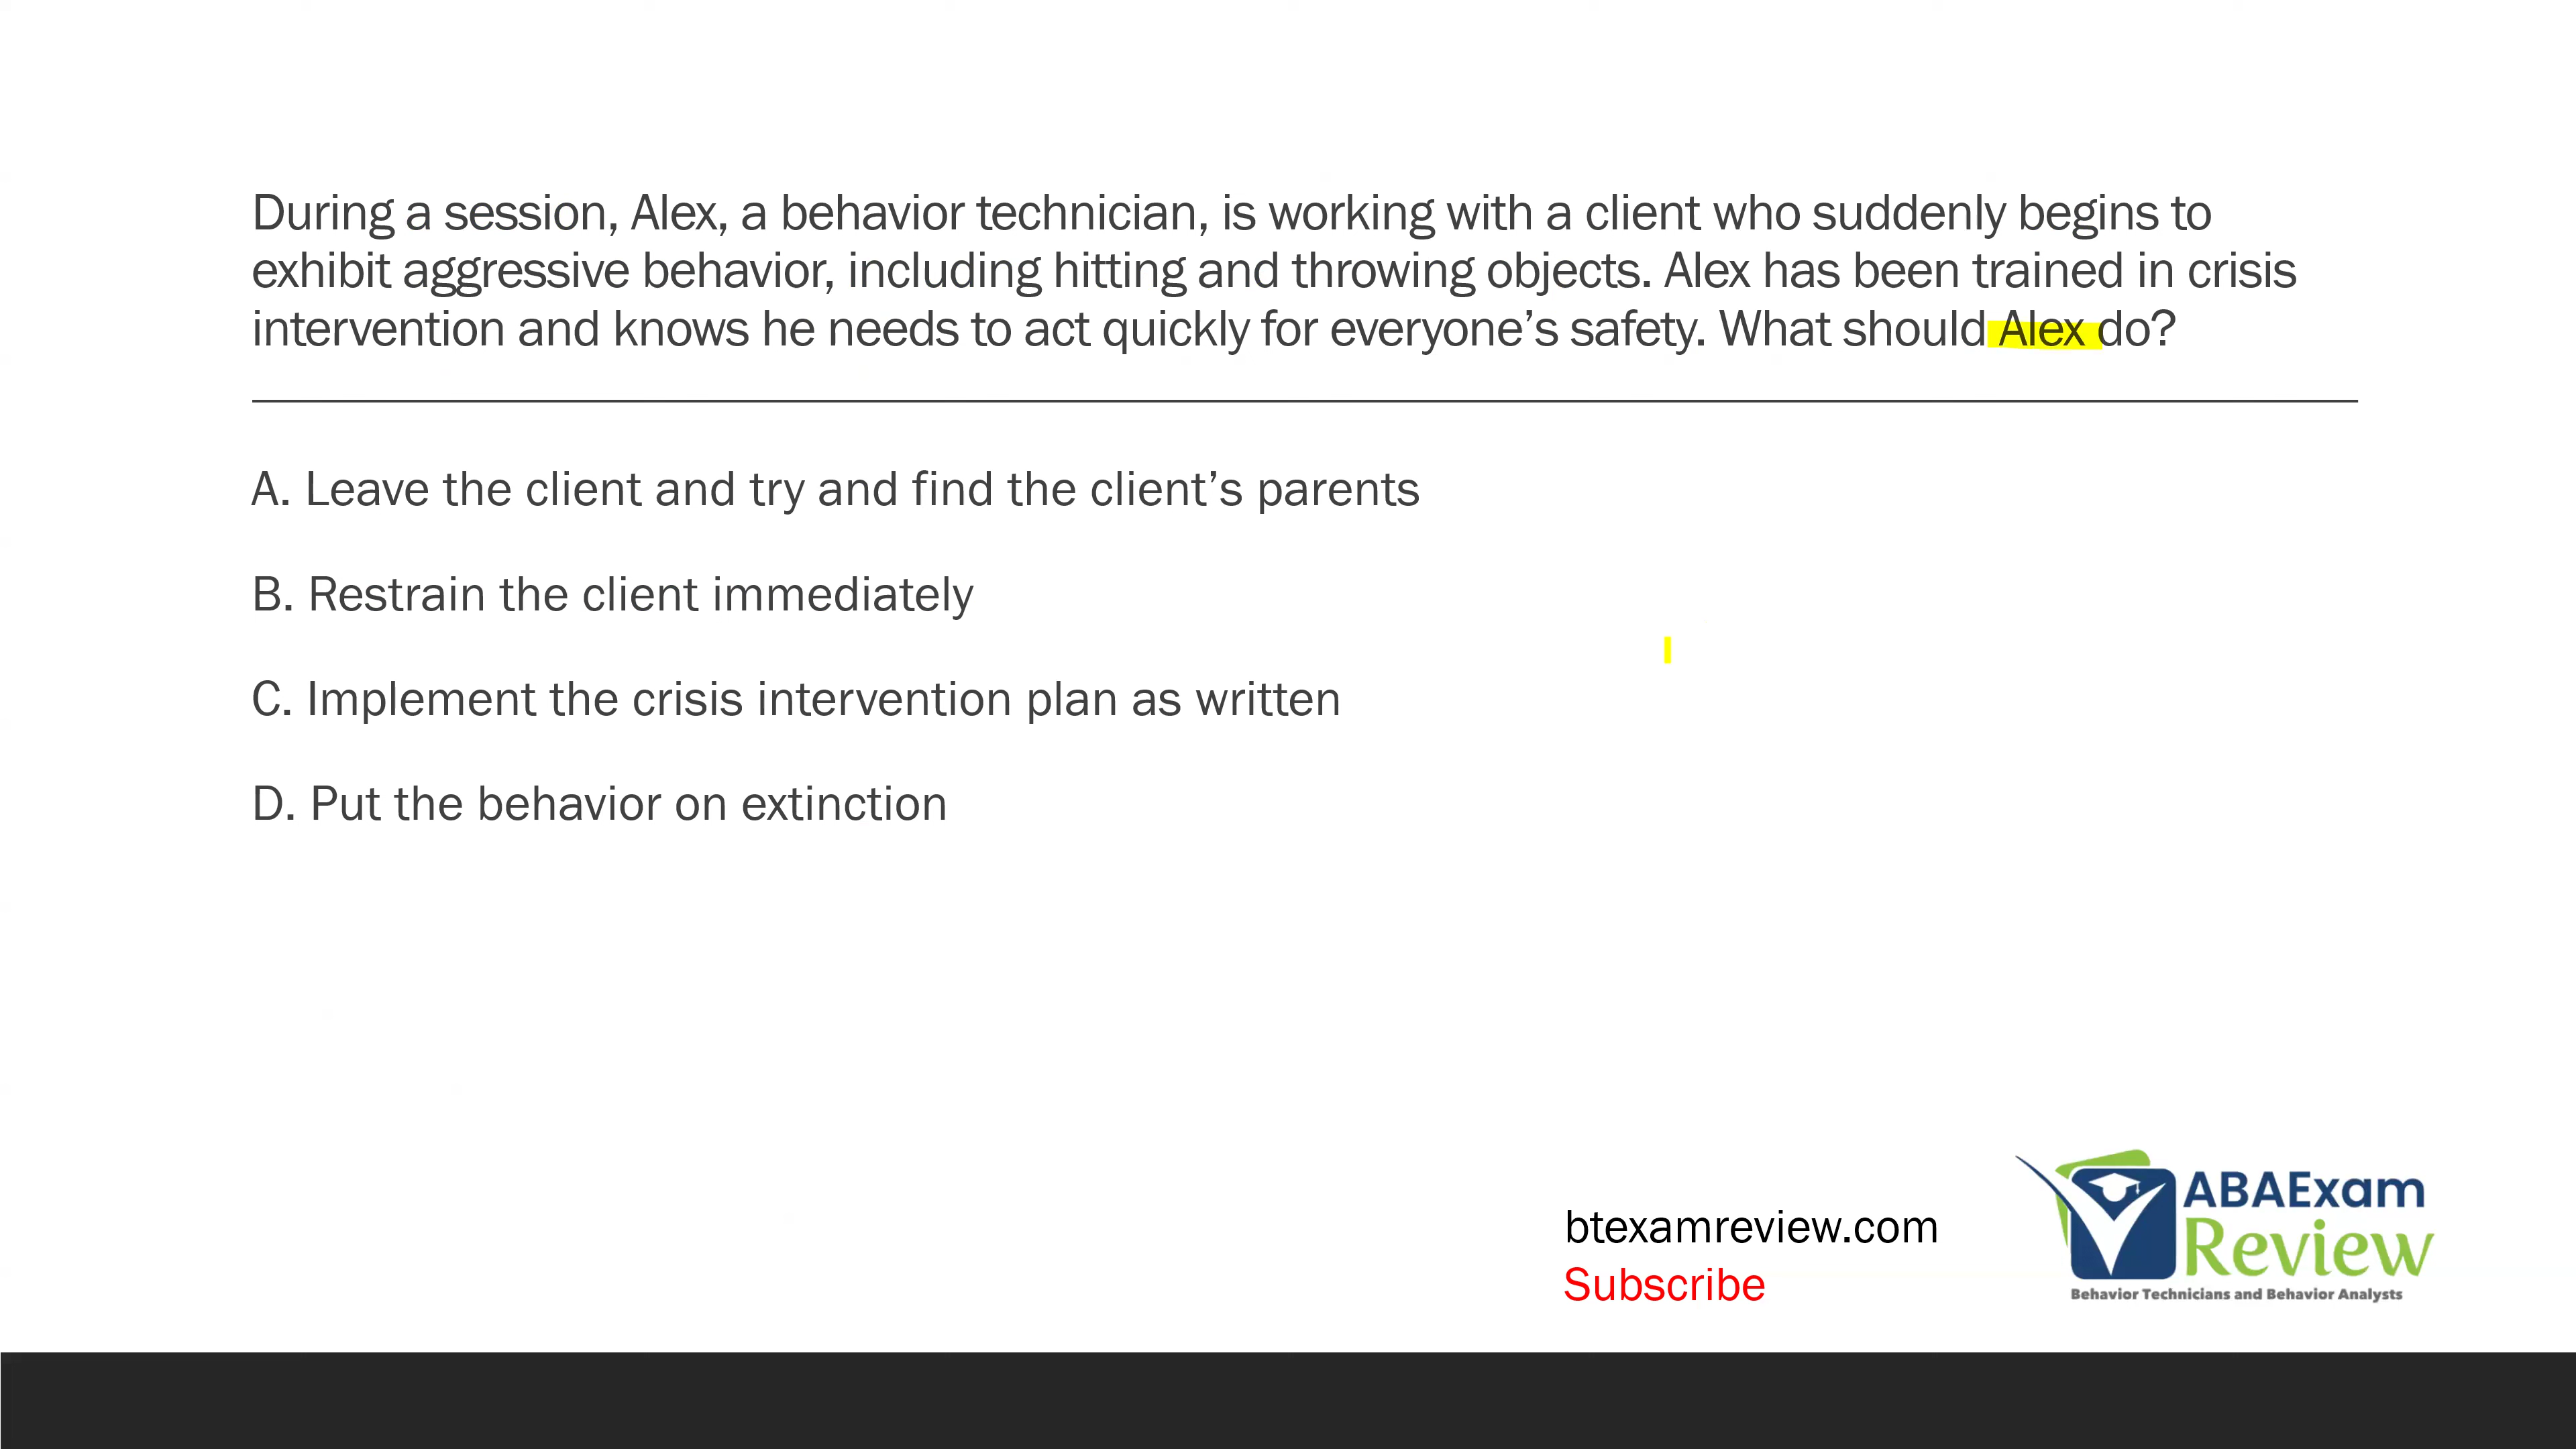 During a session, Alex, a behavior technician, is working with a client who suddenly begins to
exhibit aggressive behavior, including hitting and throwing objects. Alex has been trained in crisis
intervention and knows he needs to act quickly for everyone’s safety. What should Alex do?
A. Leave the client and try and find the client’s parents
B. Restrain the client immediately
C. Implement the crisis intervention plan as written
D. Put the behavior on extinction
btexamreview.com
Subscribe
ABAExam
Review
Behavior Technicians and Behavior Analysts